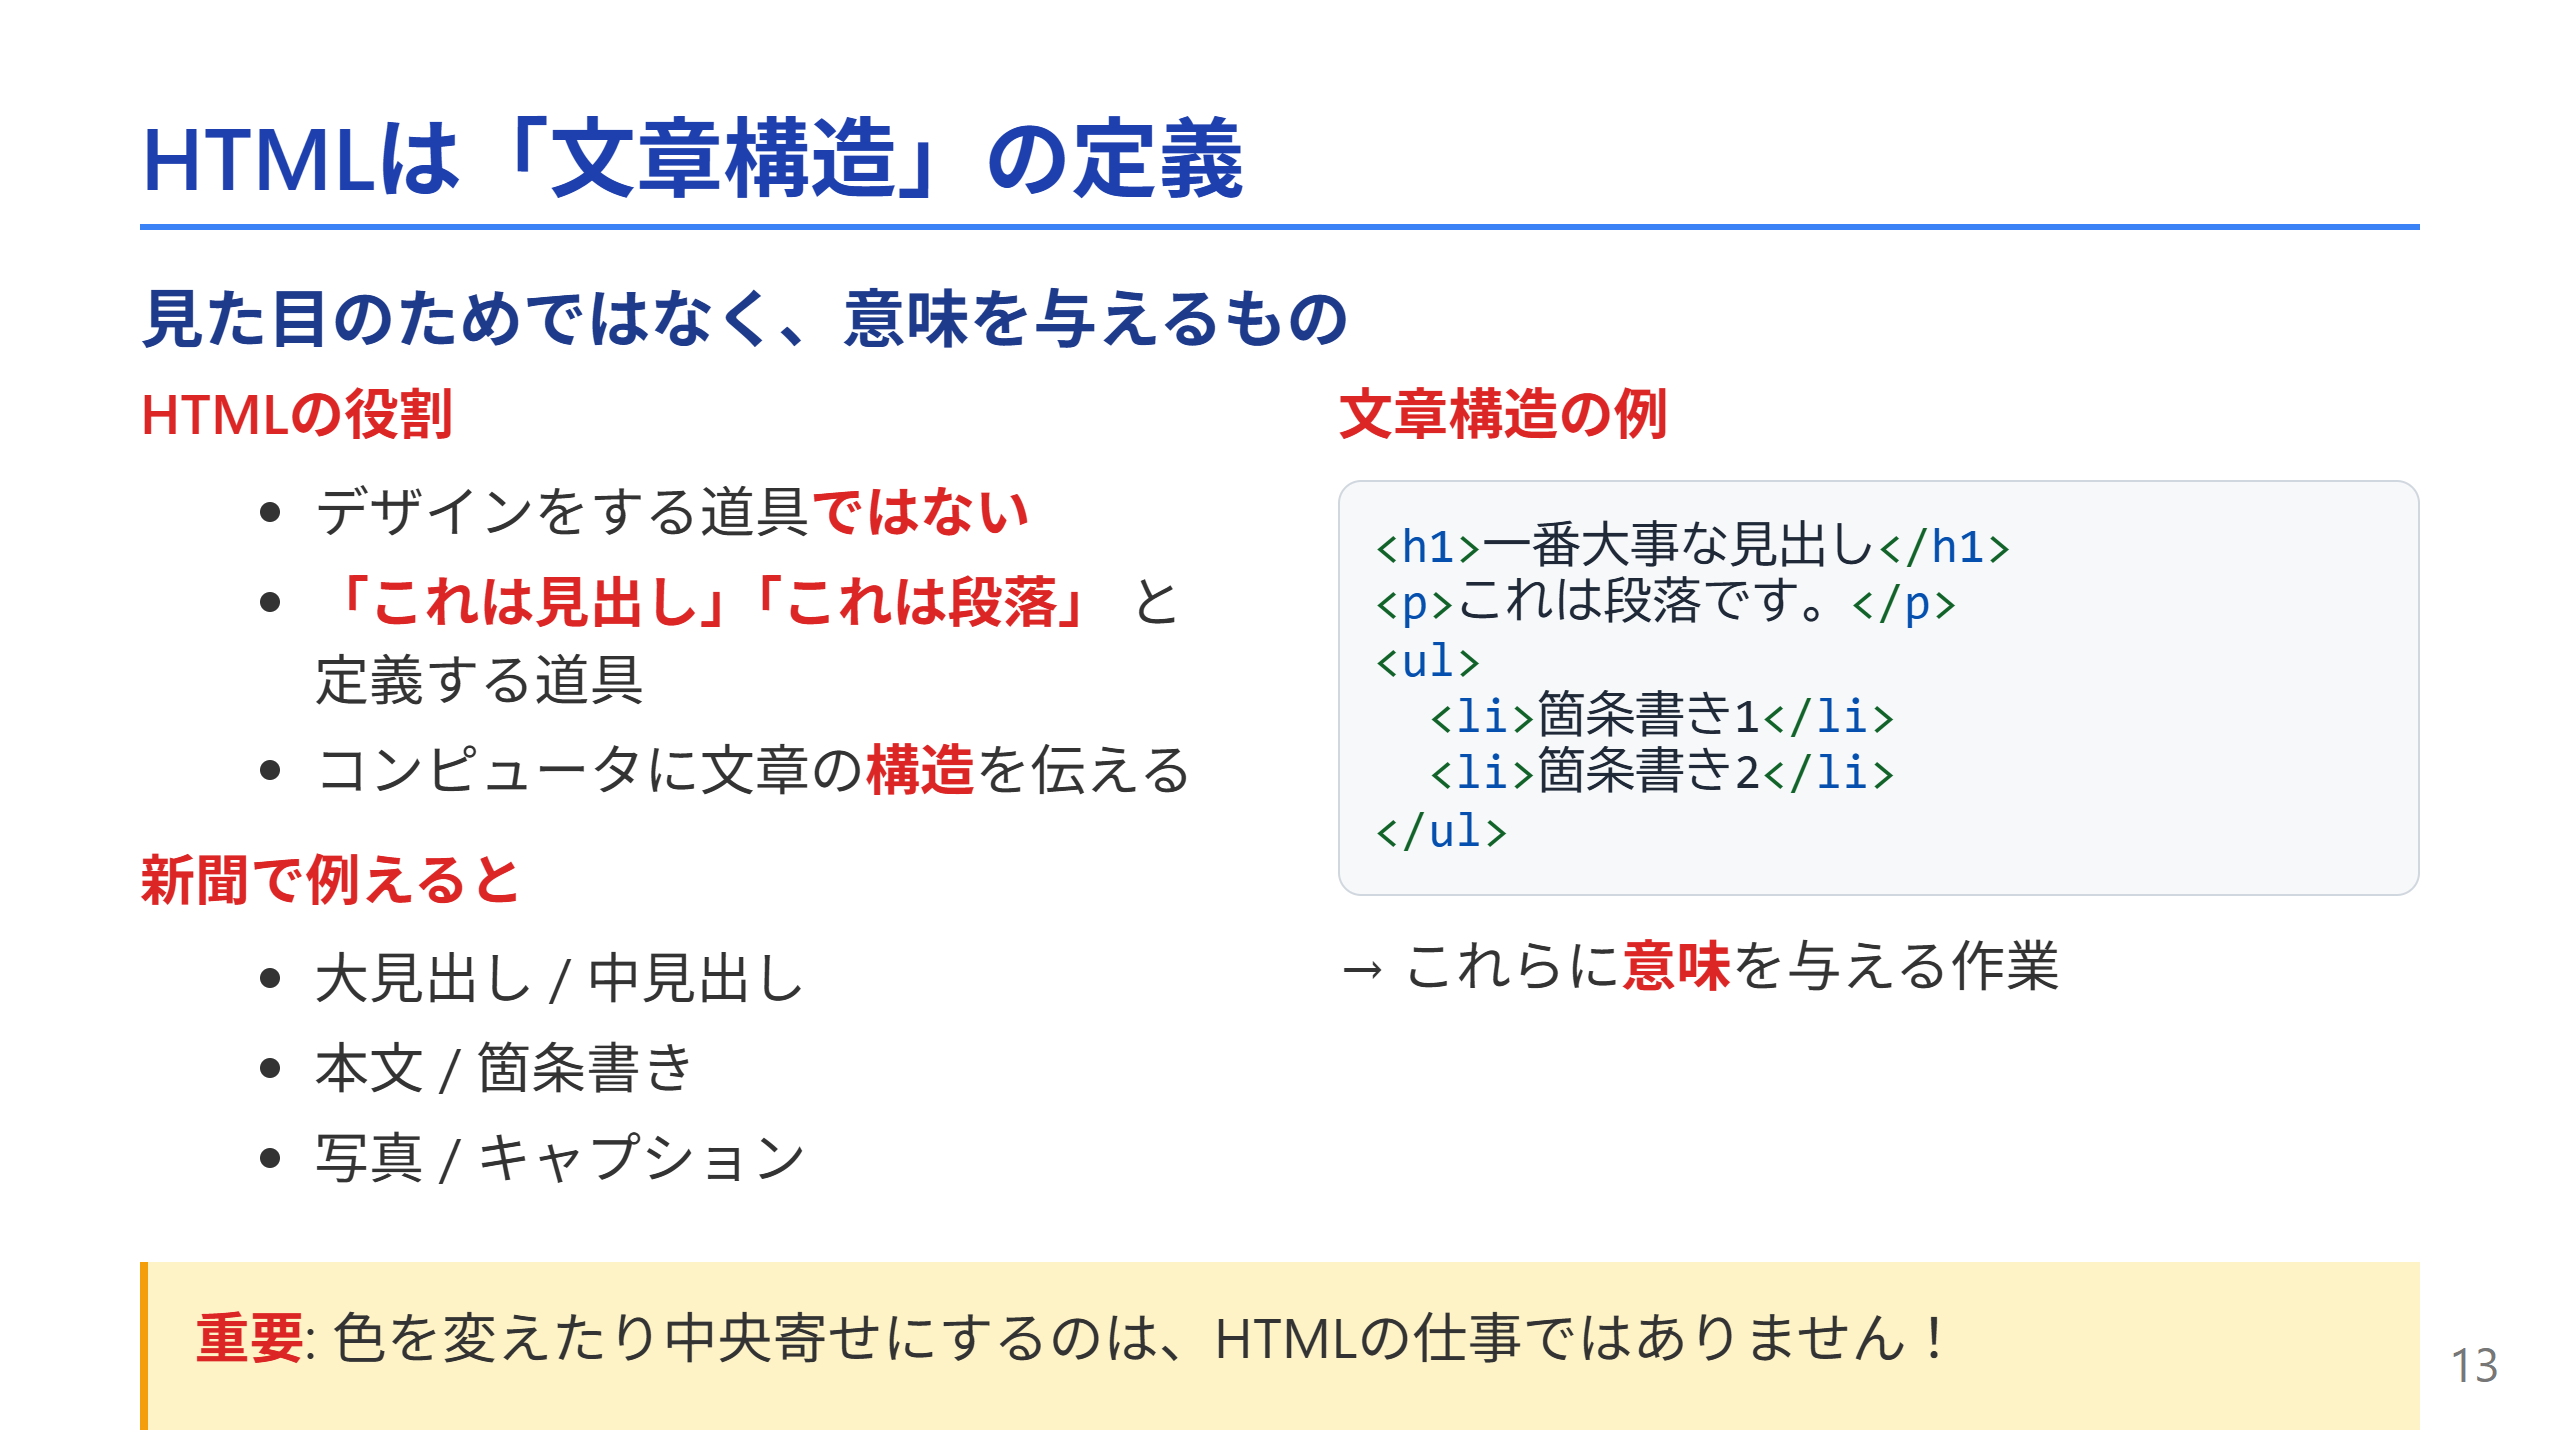 HTMLは「文章構造」の定義
見た目のためではなく、意味を与えるもの
HTMLの役割
• デザインをする道具ではない
• 「これは見出し」「これは段落」 と
定義する道具
• コンピュータに文章の構造を伝える
新聞で例えると
• 大見出し / 中見出し
• 本文 / 箇条書き
• 写真 / キャプション
文章構造の例
<h1>一番大事な見出し</h1>
<p>これは段落です。</p>
<ul>
  <li>箇条書き1</li>
  <li>箇条書き2</li>
</ul>
→ これらに意味を与える作業
重要: 色を変えたり中央寄せにするのは、HTMLの仕事ではありません！
13